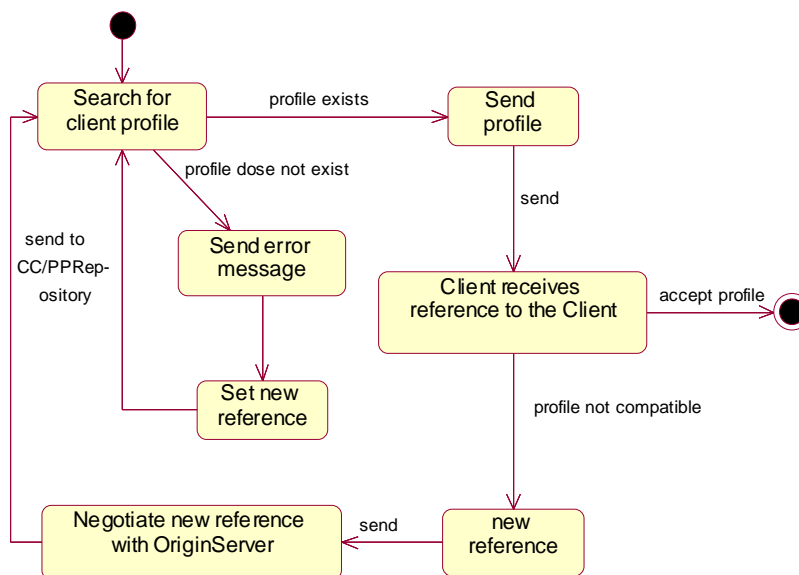 Search for
client profile
profile exists
Send
profile
profile dose not exist
send
send to
CC/PPRep-
ository
Send error
message
Client receives
reference to the Client
accept profile
Set new
reference
profile not compatible
Negotiate new reference
with OriginServer
send
new
reference